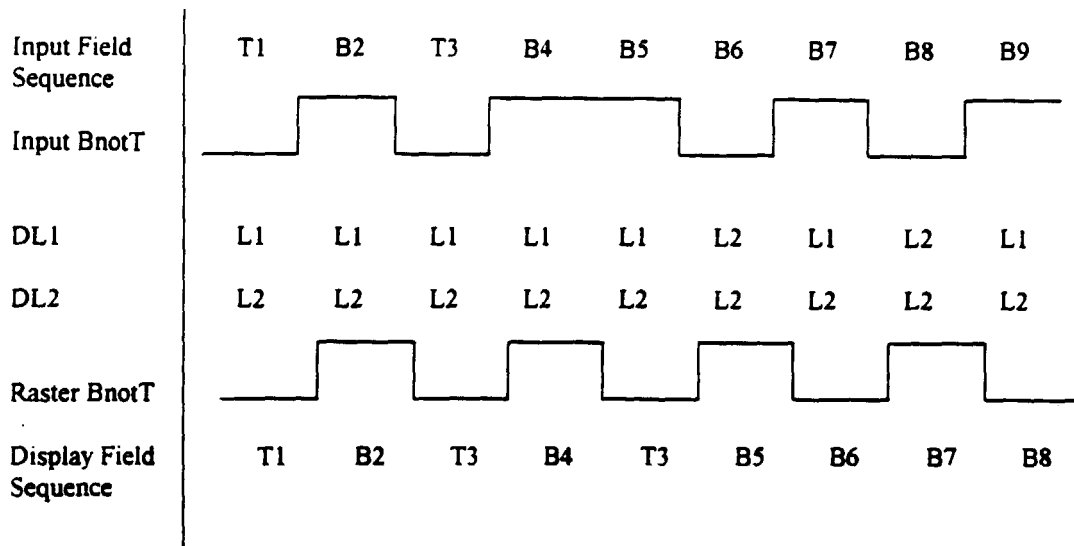 Input Field Sequence T1 B2 T3 B4 B5 B6 B7 B8 B9
Input BnotT
DL1 L1 L1 L1 L1 L1 L2 L1 L2 L1
DL2 L2 L2 L2 L2 L2 L2 L2 L2 L2
Raster BnotT
Display Field Sequence T1 B2 T3 B4 T3 B5 B6 B7 B8